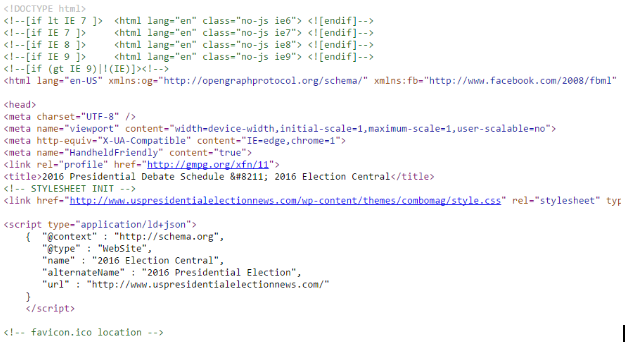 <!DOCTYPE html>
<!--[if lt IE 7 ]>  <html lang="en" class="no-js ie6"> <![endif]-->
<!--[if IE 7 ]>     <html lang="en" class="no-js ie7"> <![endif]-->
<!--[if IE 8 ]>     <html lang="en" class="no-js ie8"> <![endif]-->
<!--[if IE 9 ]>     <html lang="en" class="no-js ie9"> <![endif]-->
<!--[if (gt IE 9)|!(IE)]><!-->
<html lang="en-US" xmlns:og="http://opengraphprotocol.org/schema/" xmlns:fb="http://www.facebook.com/2008/fbml"
<head>
<meta charset="UTF-8" />
<meta name="viewport" content="width=device-width,initial-scale=1,maximum-scale=1,user-scalable=no">
<meta http-equiv="X-UA-Compatible" content="IE=edge,chrome=1">
<meta name="HandheldFriendly" content="true">
<link rel="profile" href="http://gmpg.org/xfn/11">
<title>2016 Presidential Debate Schedule &#8211; 2016 Election Central</title>
<!-- STYLESHEET INIT -->
<link href="http://www.uspresidentialelectionnews.com/wp-content/themes/combomag/style.css" rel="stylesheet" typ
<script type="application/ld+json">
{  "@context" : "http://schema.org",
"@type" : "WebSite",
"name" : "2016 Election Central",
"alternateName" : "2016 Presidential Election",
"url" : "http://www.uspresidentialelectionnews.com/"
}
</script>
<!-- favicon.ico location -->